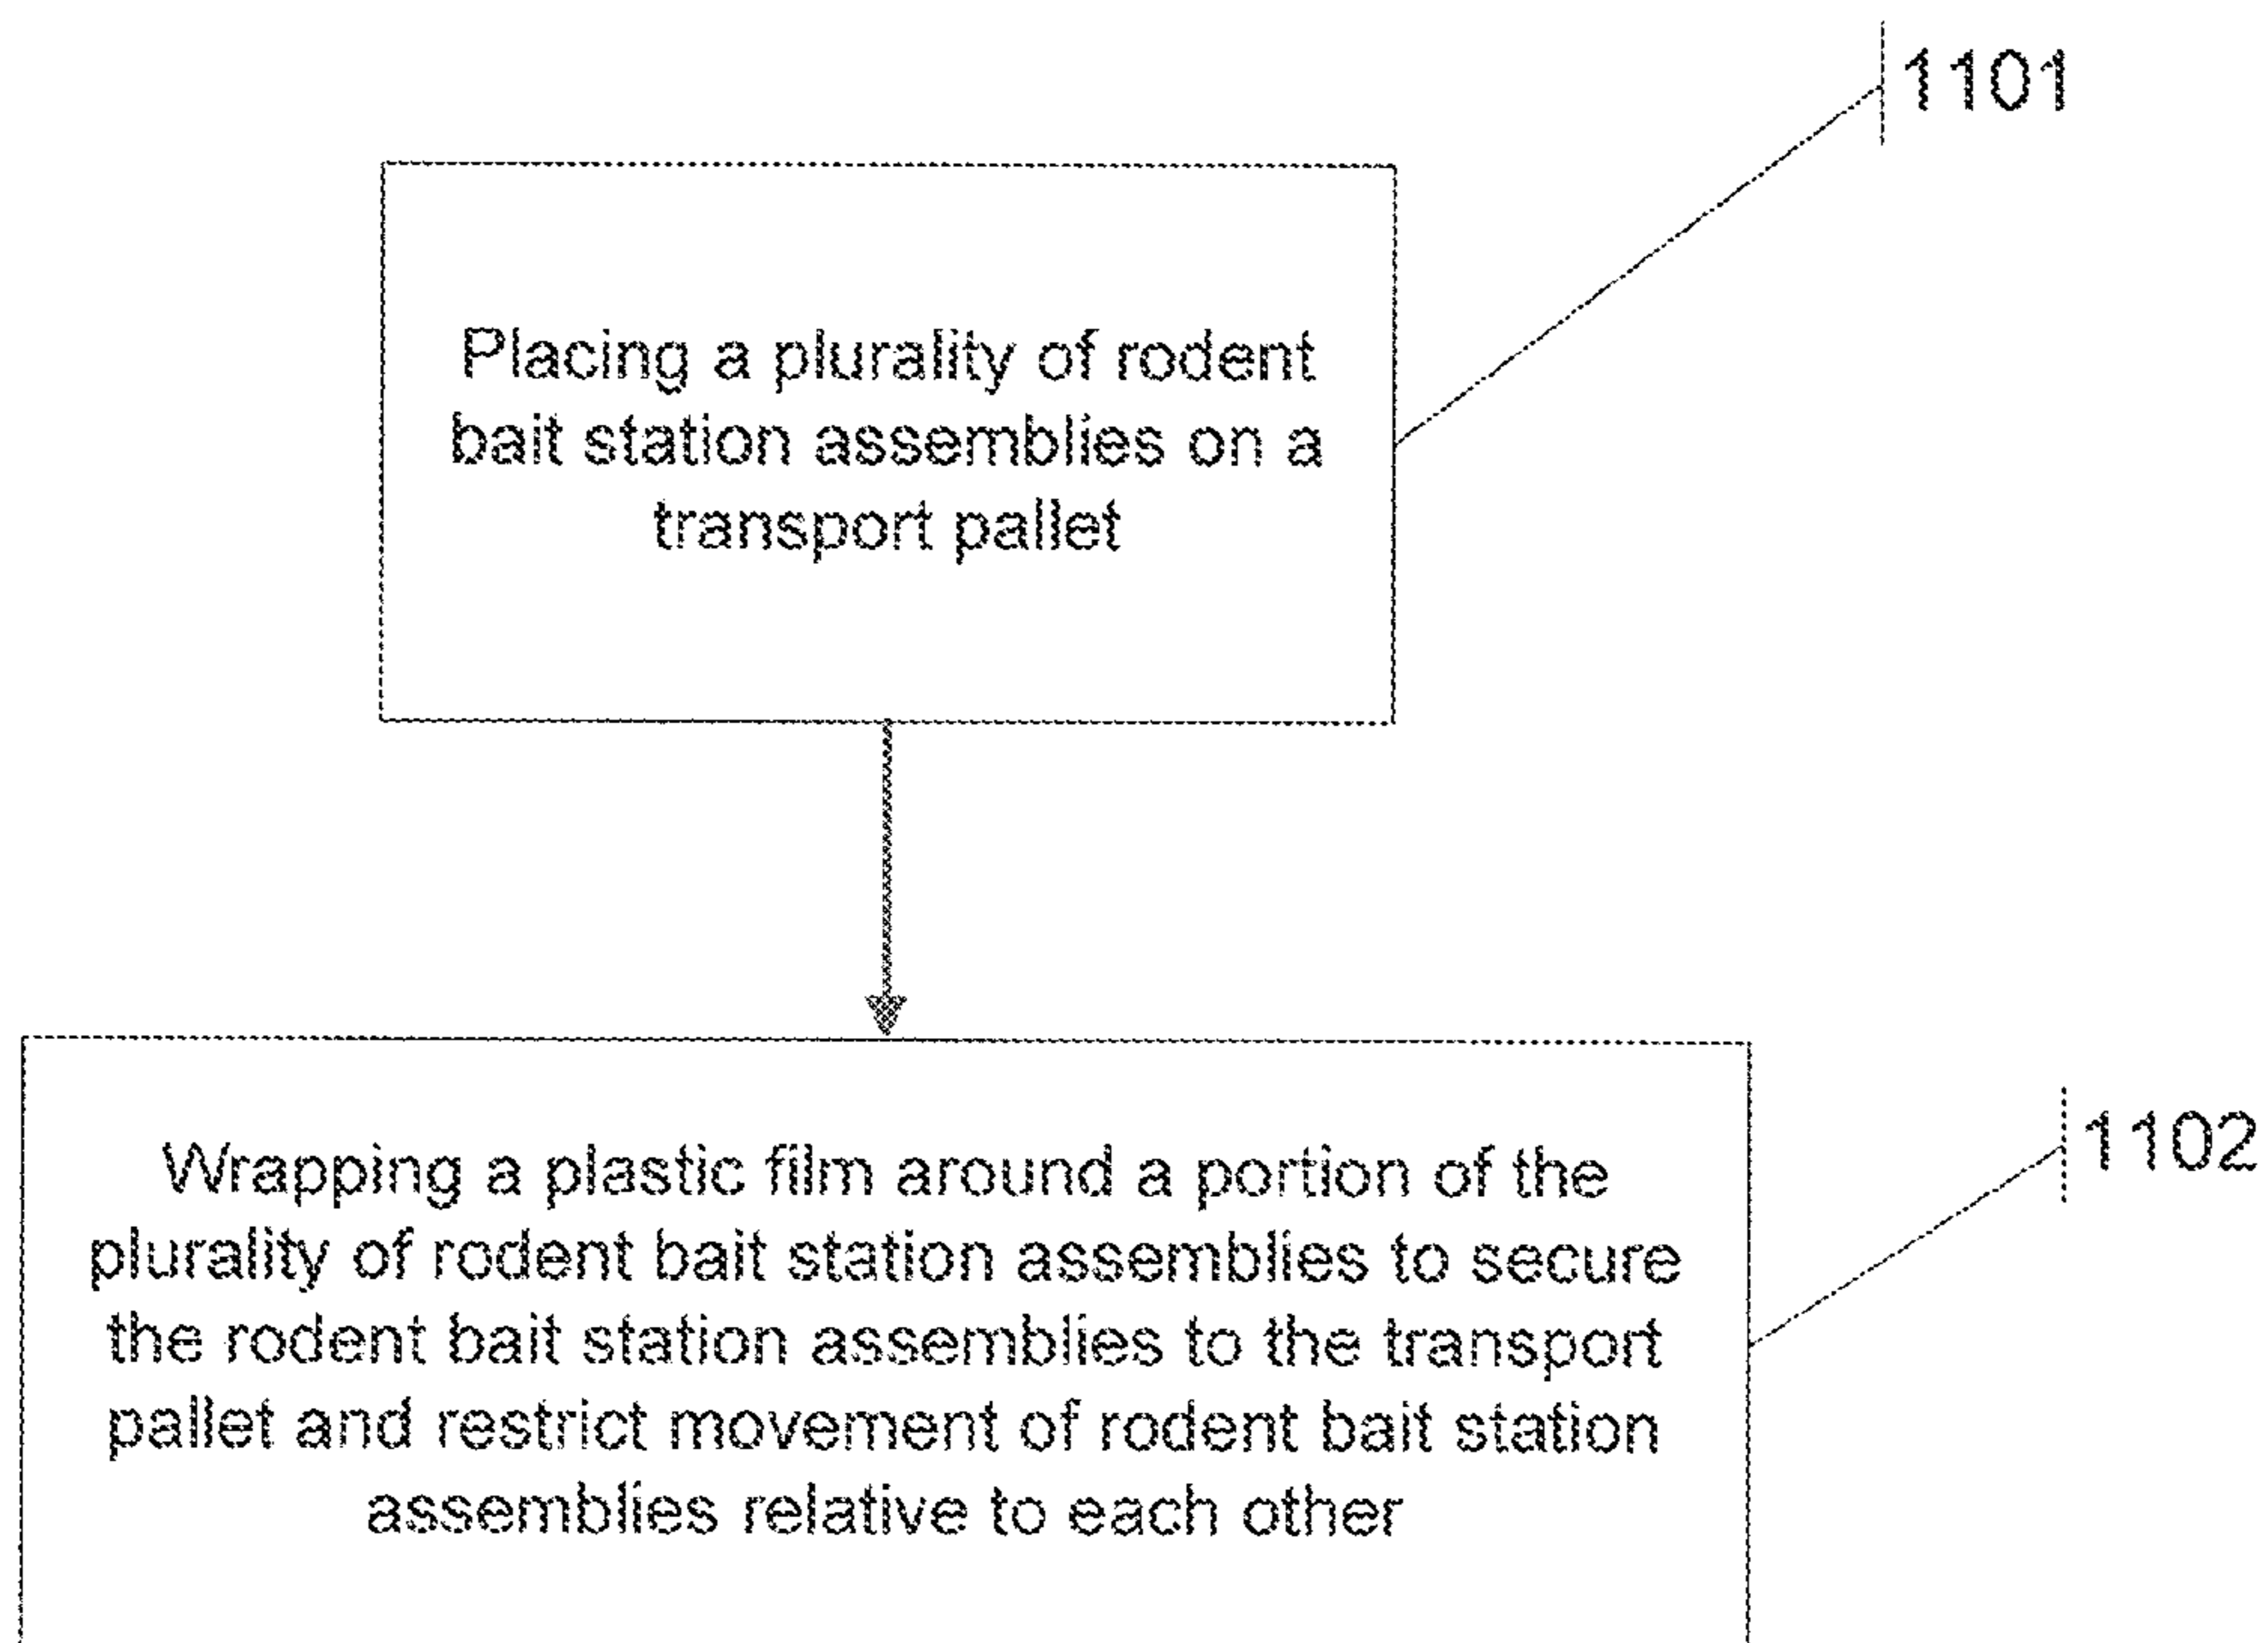 1101
Placing a plurality of rodent
bait station assemblies on a
transport pallet
1102
Wrapping a plastic film around a portion of the
plurality of rodent bait station assemblies to secure
the rodent bait station assemblies to the transport
pallet and restrict movement of rodent bait station
assemblies relative to each other